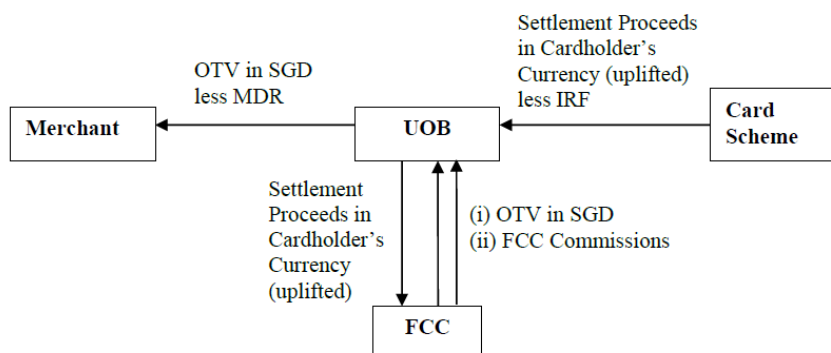 Settlement Proceeds
in Cardholder's
Currency (uplifted)
less IRF
OTV in SGD
less MDR
Merchant
UOB
Card
Scheme
Settlement
Proceeds in
Cardholder's
Currency
(uplifted)
(i) OTV in SGD
(ii) FCC Commissions
FCC